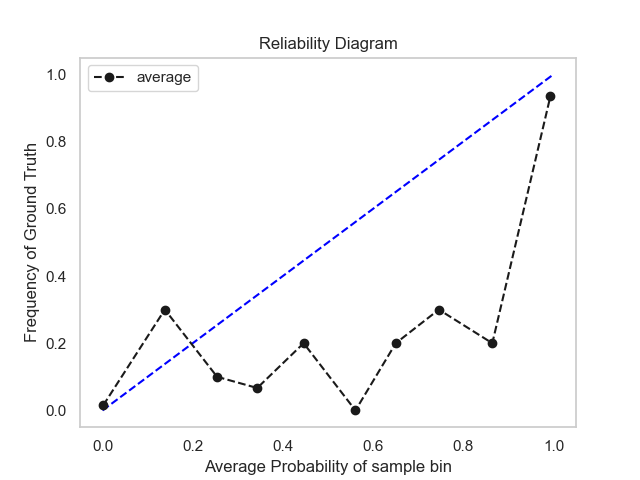 Reliability Diagram
average
1.0
0.8
0.6
0.4
0.2
0.0
Frequency of Ground Truth
0.0 0.2 0.4 0.6 0.8 1.0
Average Probability of sample bin